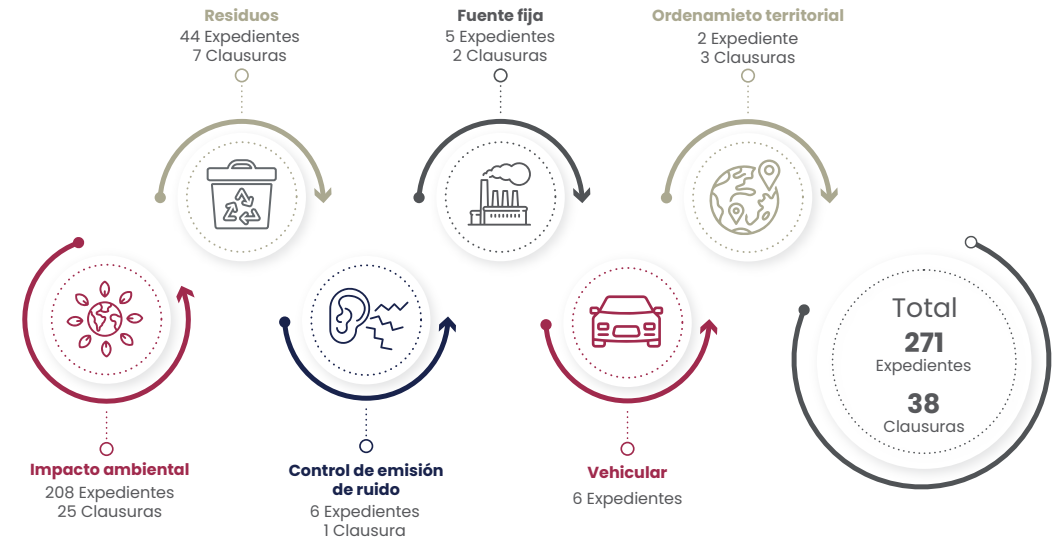 Residuos
44 Expedientes
7 Clausuras
Fuente fija
5 Expedientes
2 Clausuras
Ordenamieto territorial
2 Expediente
3 Clausuras
Impacto ambiental
208 Expedientes
25 Clausuras
Control de emisión
de ruido
6 Expedientes
1 Clausura
Vehicular
6 Expedientes
Total
271
Expedientes
38
Clausuras